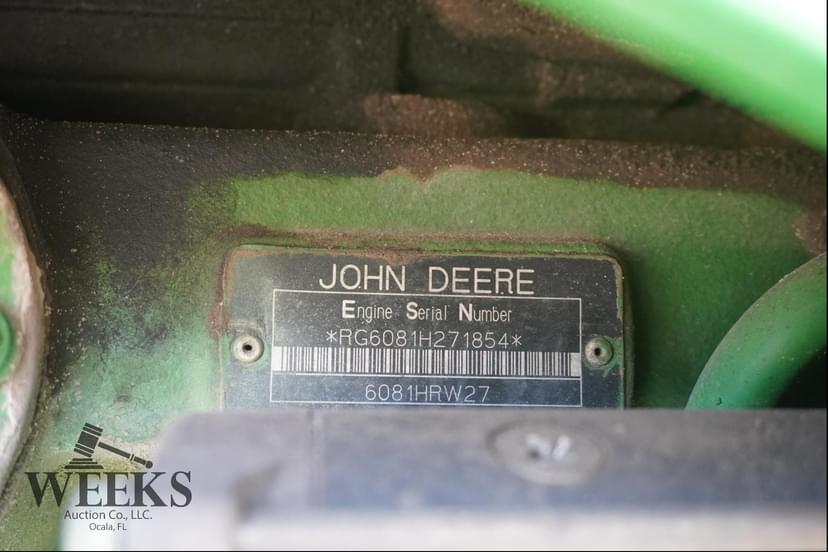 JOHN DEERE
Engine Serial Number
*RG6081H271854*
6081HRW27
WEEKS
Auction Co., LLC.
Ocala, FL